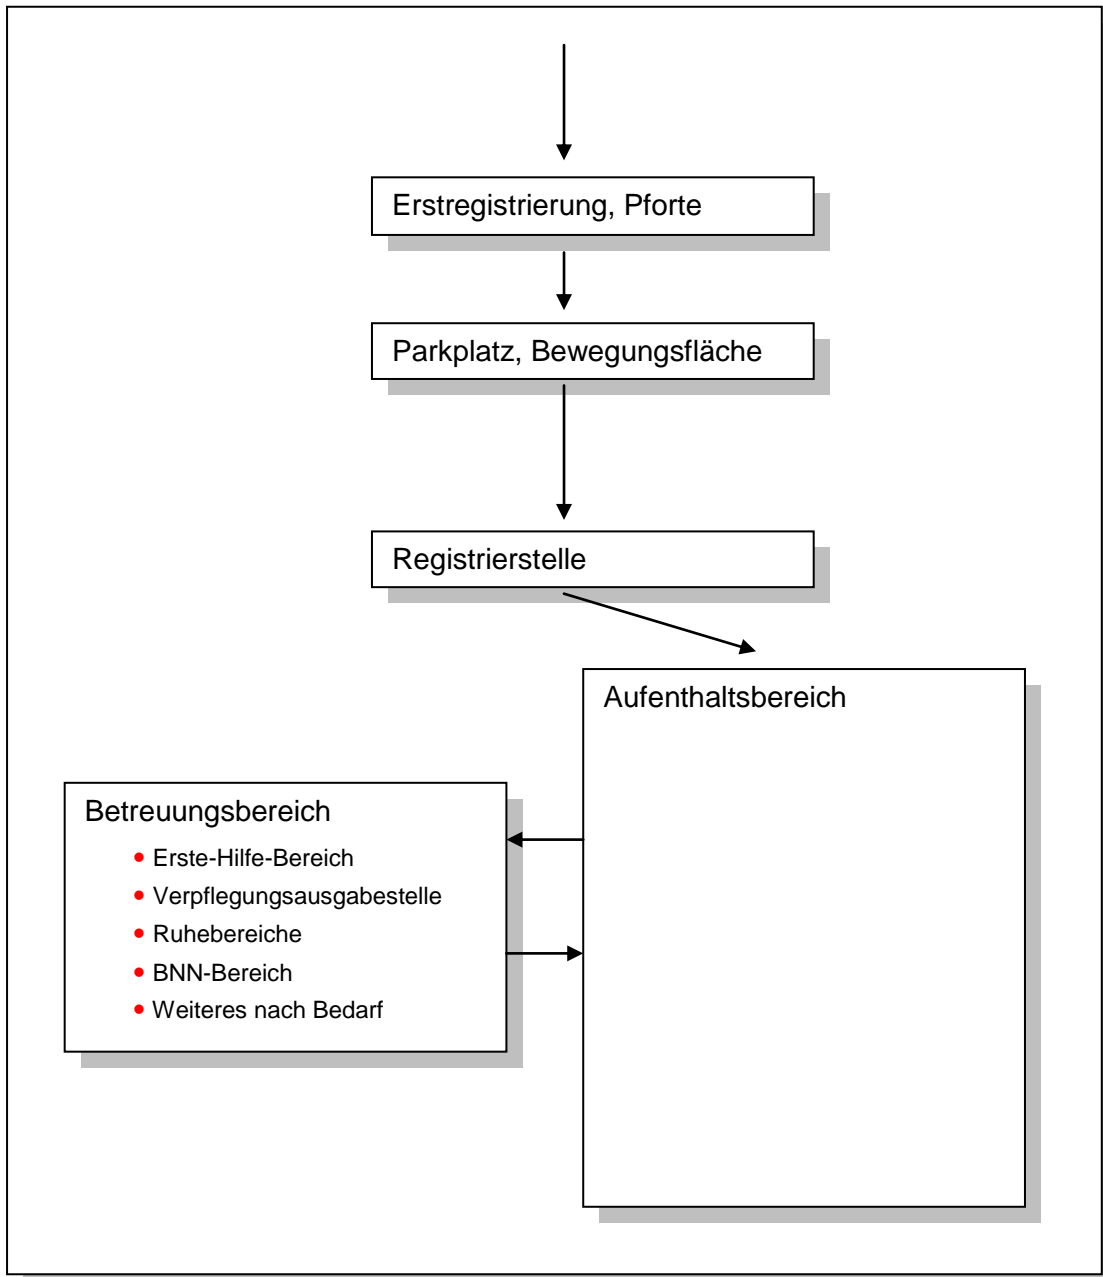 Erstregistrierung, Pforte
Parkplatz, Bewegungsfläche
Registrierstelle
Aufenthaltsbereich
Betreuungsbereich
• Erste-Hilfe-Bereich
• Verpflegungsausgabestelle
• Ruhebereiche
• BNN-Bereich
• Weiteres nach Bedarf